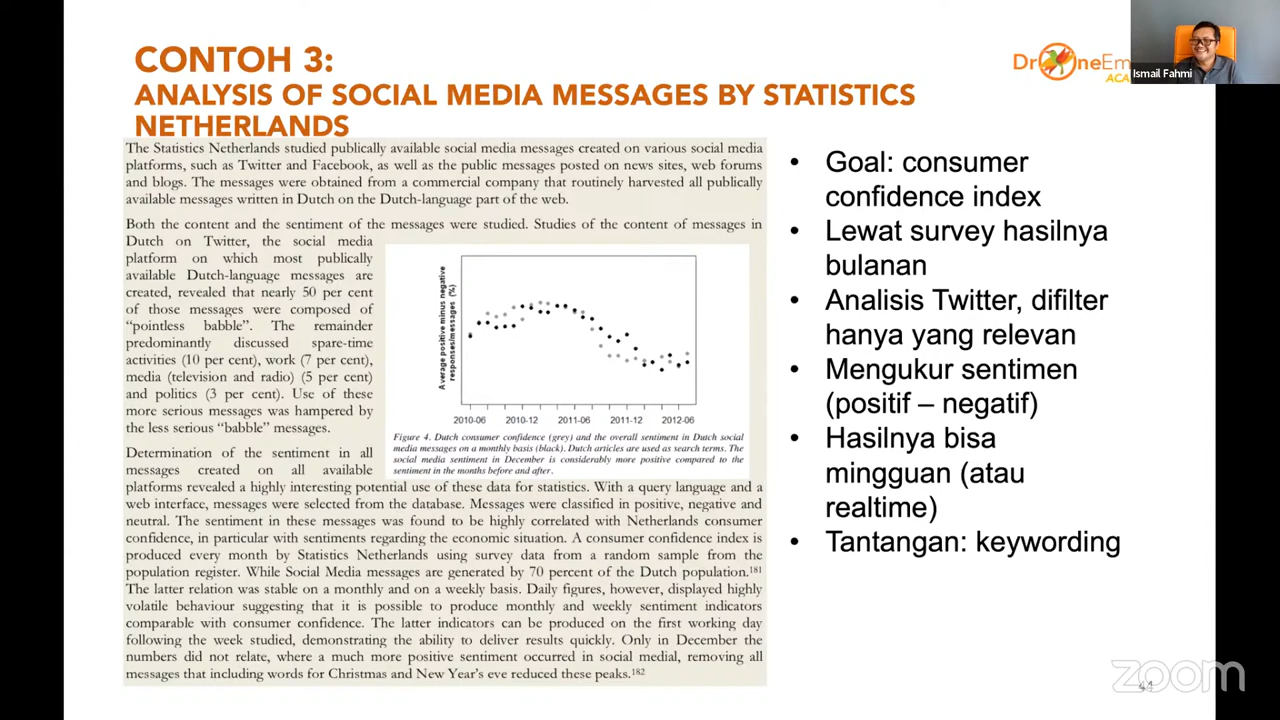 CONTOH 3:
ANALYSIS OF SOCIAL MEDIA MESSAGES BY STATISTICS
NETHERLANDS
Ismail Fahmi
The Statistics Netherlands studied publically available social media messages created on various social media
platforms, such as Twitter and Facebook, as well as the public messages posted on news sites, web forums
and blogs. The messages were obtained from a commercial company that routinely harvested all publically
available messages written in Dutch on the Dutch-language part of the web.
Both the content and the sentiment of the messages were studied. Studies of the content of messages in
Dutch on Twitter, the social media
platform on which most publically
available Dutch-language messages are
created, revealed that nearly 50 per cent
of those messages were composed of
“pointless babble”. The remainder
predominantly discussed spare-time
activities (10 per cent), work (7 per cent),
media (television and radio) (5 per cent)
and politics (3 per cent). Use of these
more serious messages was hampered by
the less serious “babble” messages.
Average positive minus negative
responses/messages (%)
2010-06 2010-12 2011-06 2011-12 2012-06
Figure 4. Dutch consumer confidence (grey) and the overall sentiment in Dutch social
media messages on a monthly basis (black). Dutch articles are used as search terms. The
social media sentiment in December is considerably more positive compared to the
sentiment in the months before and after.
Determination of the sentiment in all
messages created on all available
platforms revealed a highly interesting potential use of these data for statistics. With a query language and a
web interface, messages were selected from the database. Messages were classified in positive, negative and
neutral. The sentiment in these messages was found to be highly correlated with Netherlands consumer
confidence, in particular with sentiments regarding the economic situation. A consumer confidence index is
produced every month by Statistics Netherlands using survey data from a random sample from the
population register. While Social Media messages are generated by 70 percent of the Dutch population.181
The latter relation was stable on a monthly and on a weekly basis. Daily figures, however, displayed highly
volatile behaviour suggesting that it is possible to produce monthly and weekly sentiment indicators
comparable with consumer confidence. The latter indicators can be produced on the first working day
following the week studied, demonstrating the ability to deliver results quickly. Only in December the
numbers did not relate, where a much more positive sentiment occurred in social medial, removing all
messages that including words for Christmas and New Year’s eve reduced these peaks.182
• Goal: consumer
confidence index
• Lewat survey hasilnya
bulanan
• Analisis Twitter, difilter
hanya yang relevan
• Mengukur sentimen
(positif – negatif)
• Hasilnya bisa
mingguan (atau
realtime)
• Tantangan: keywording
zoom